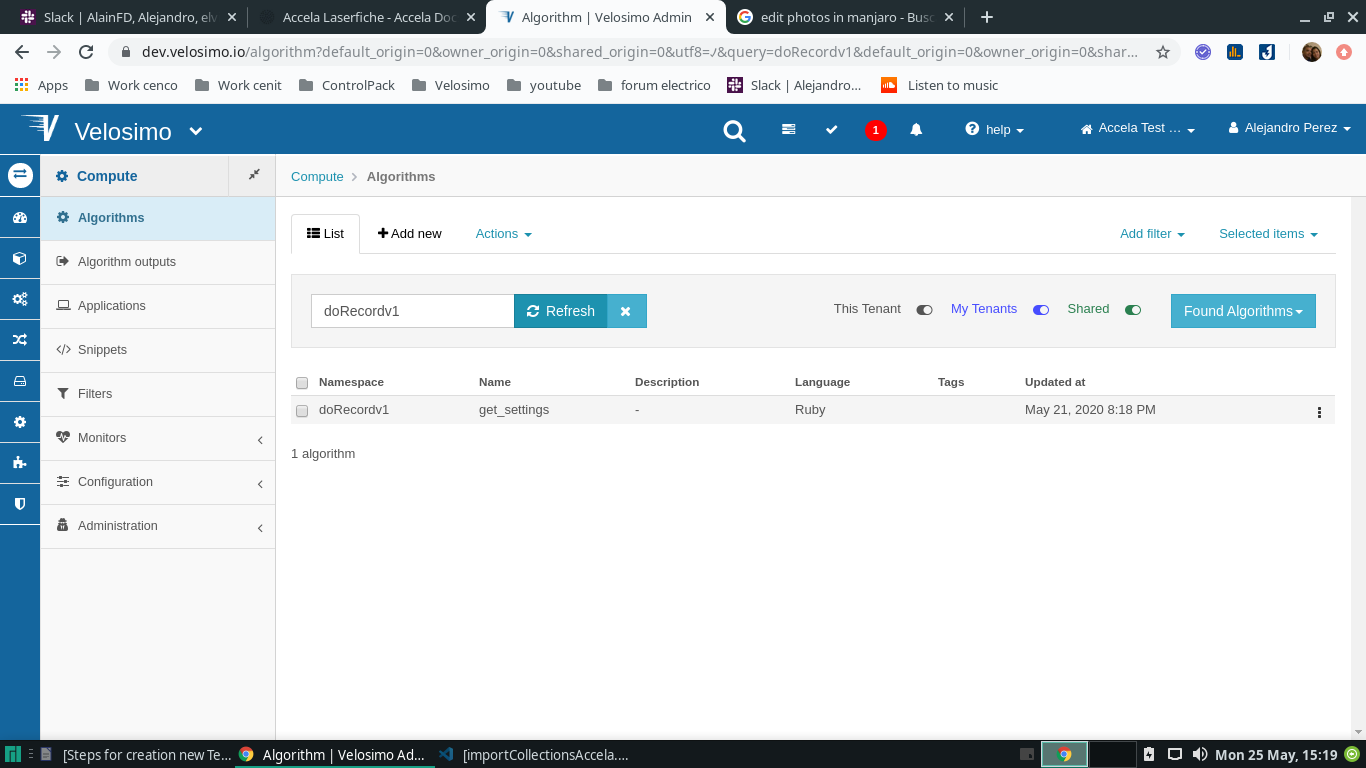 Slack | AlainFD, Alejandro, elv
Accela Laserfiche - Accela Doc
Algorithm | Velosimo Admin
edit photos in manjaro - Busc
dev.velosimo.io/algorithm?default_origin=0&owner_origin=0&shared_origin=0&utf8=✓&query=doRecordv1&default_origin=0&owner_origin=0&shar...
Apps
Work cenco
Work cenit
ControlPack
Velosimo
youtube
forum electrico
Slack | Alejandro...
Listen to music
Velosimo
1
help
Accela Test ...
Alejandro Perez
Compute
Compute
Algorithms
Algorithms
Algorithm outputs
Applications
Snippets
Filters
Monitors
Configuration
Administration
List
Add new
Actions
Add filter
Selected items
doRecordv1
Refresh
This Tenant
My Tenants
Shared
Found Algorithms
Namespace Name Description Language Tags Updated at
doRecordv1 get_settings - Ruby May 21, 2020 8:18 PM
1 algorithm
[Steps for creation new Te...
Algorithm | Velosimo Ad...
[importCollectionsAccela....
Mon 25 May, 15:19